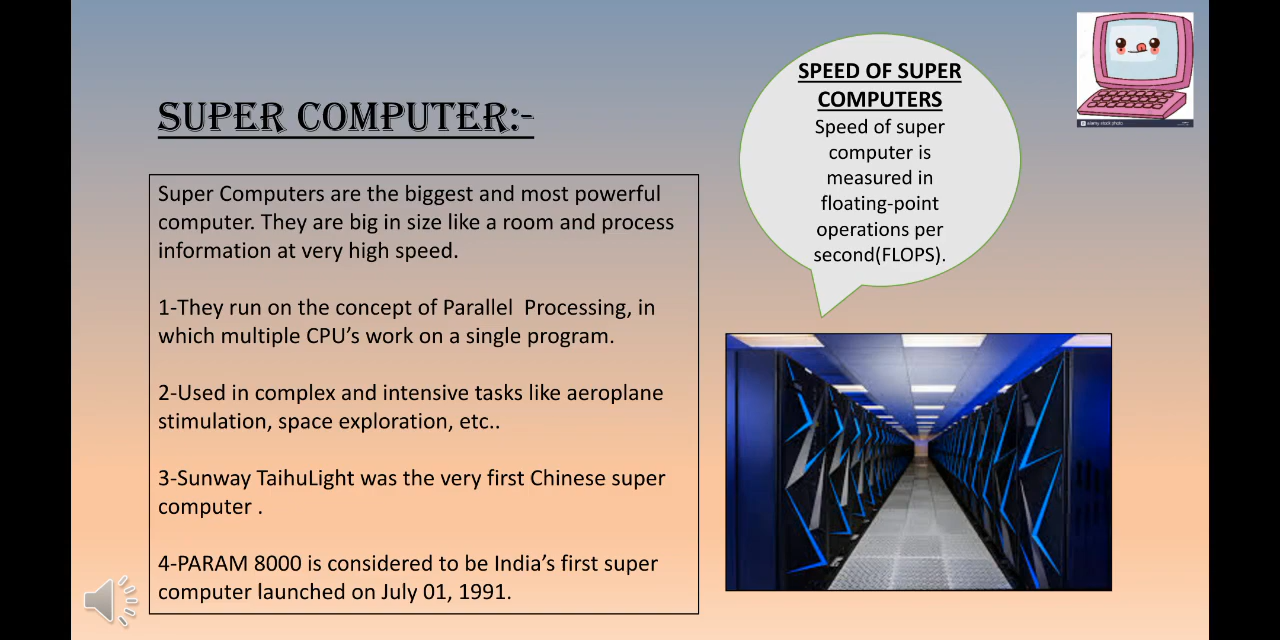 SUPER COMPUTER:-
Super Computers are the biggest and most powerful
computer. They are big in size like a room and process
information at very high speed.
1-They run on the concept of Parallel  Processing, in
which multiple CPU’s work on a single program.
2-Used in complex and intensive tasks like aeroplane
stimulation, space exploration, etc..
3-Sunway TaihuLight was the very first Chinese super
computer .
4-PARAM 8000 is considered to be India’s first super
computer launched on July 01, 1991.
SPEED OF SUPER
COMPUTERS
Speed of super
computer is
measured in
floating-point
operations per
second(FLOPS).
alamy stock photo